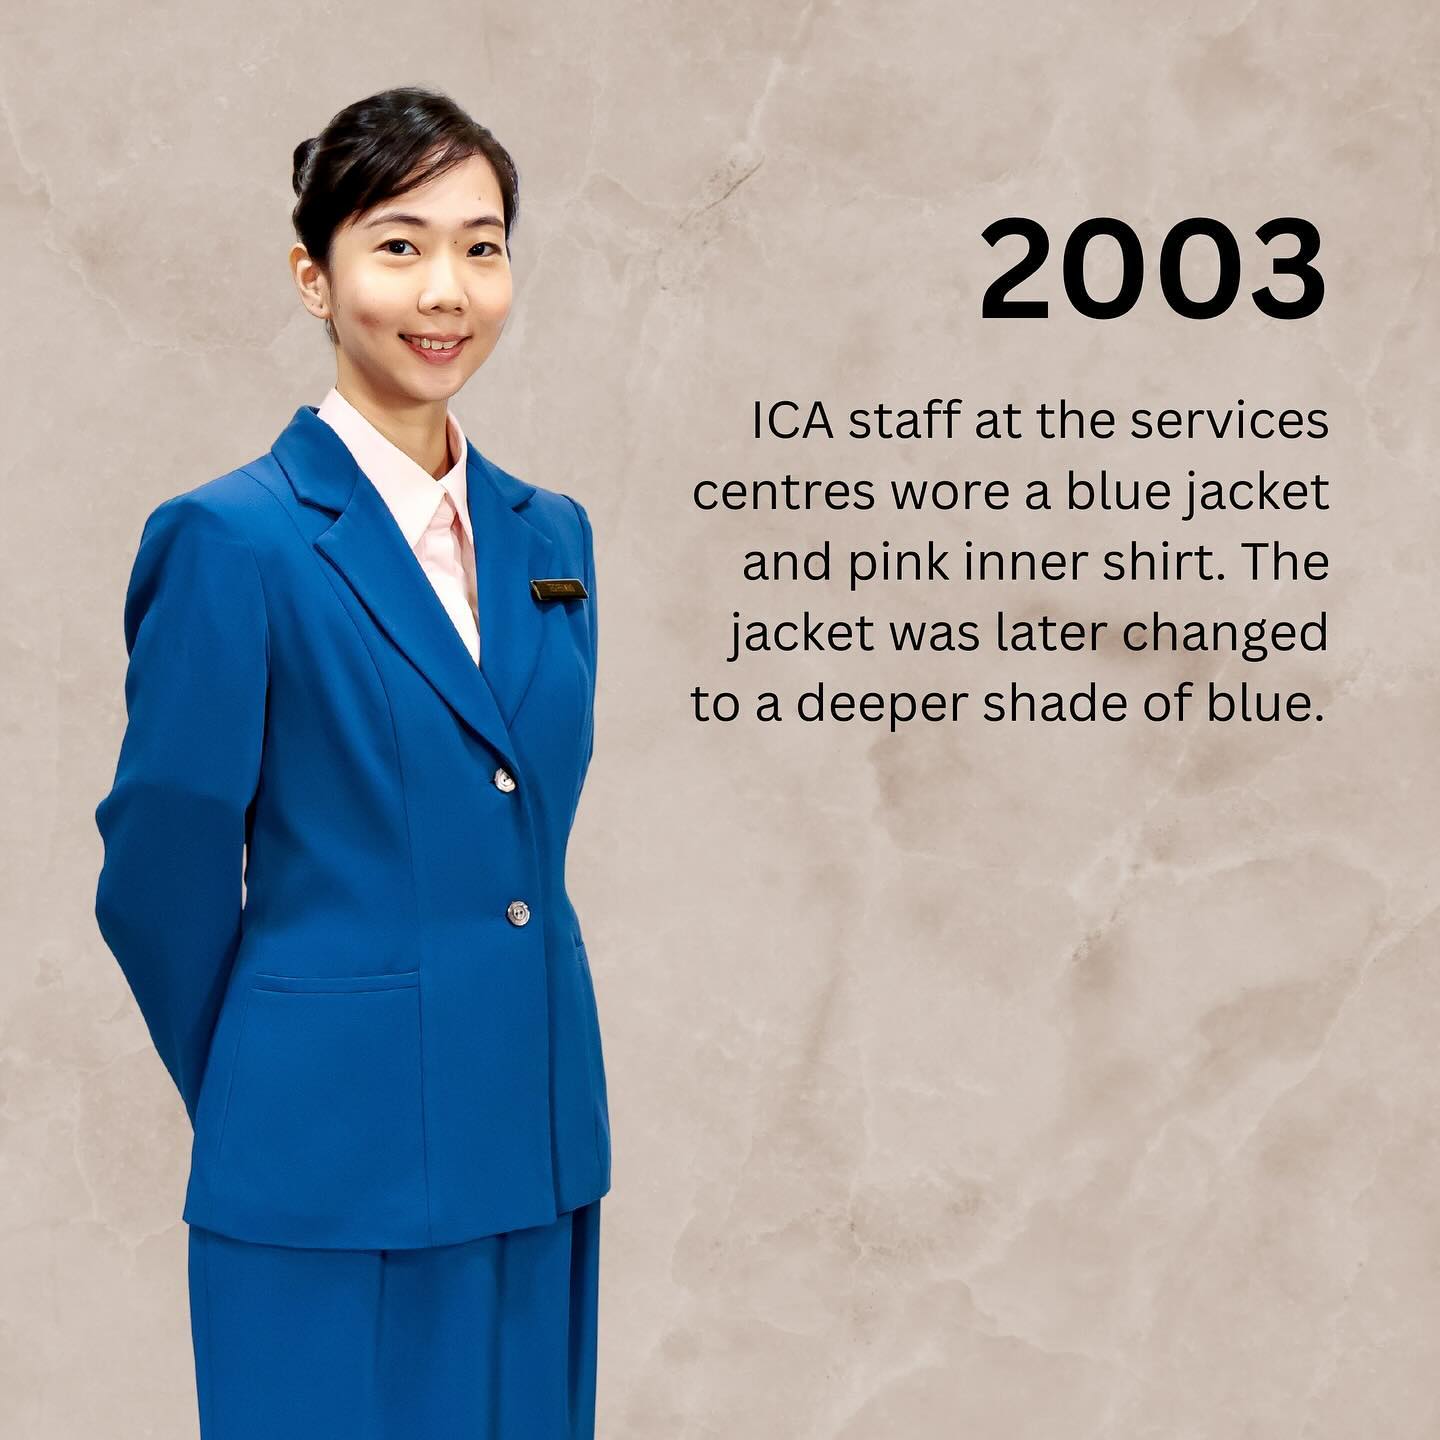 2003
ICA staff at the services
centres wore a blue jacket
and pink inner shirt. The
jacket was later changed
to a deeper shade of blue.